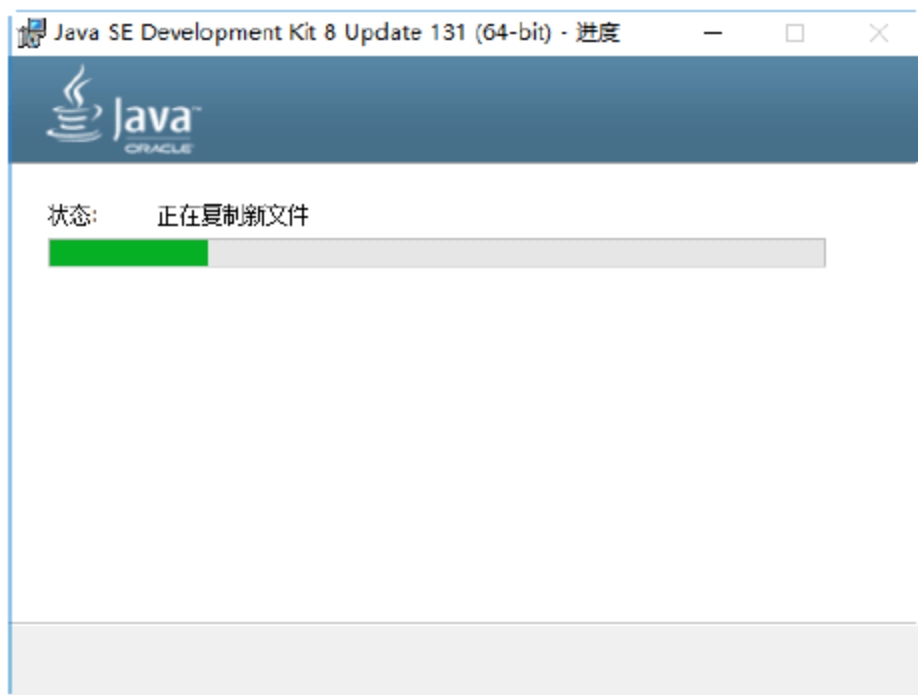 Java SE Development Kit 8 Update 131 (64-bit) - 进度
Java™
ORACLE
状态: 正在复制新文件